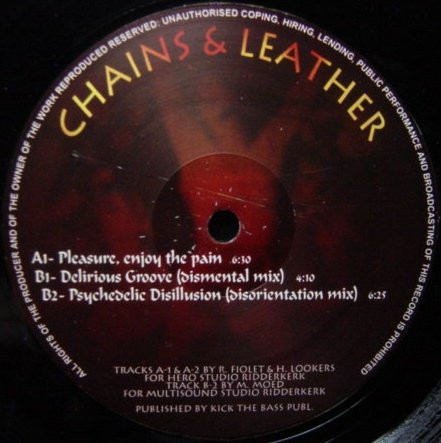 ALL RIGHTS OF THE PRODUCER AND OF THE OWNER OF THE WORK REPRODUCED RESERVED: UNAUTHORISED COPING, HIRING, LENDING, PUBLIC PERFORMANCE AND BROADCASTING OF THIS RECORD IS PROHIBITED
CHAINS & LEATHER
A1- Pleasure, enjoy the pain 6:30
B1- Delirious Groove (dismental mix) 4:10
B2- Psychedelic Disillusion (disorientation mix) 6:25
TRACKS A-1 & A-2 BY R. FIOLET & H. LOOKERS
FOR HERO STUDIO RIDDERKERK
TRACK B-2 BY M. MOED
FOR MULTISOUND STUDIO RIDDERKERK
PUBLISHED BY KICK THE BASS PUBL.